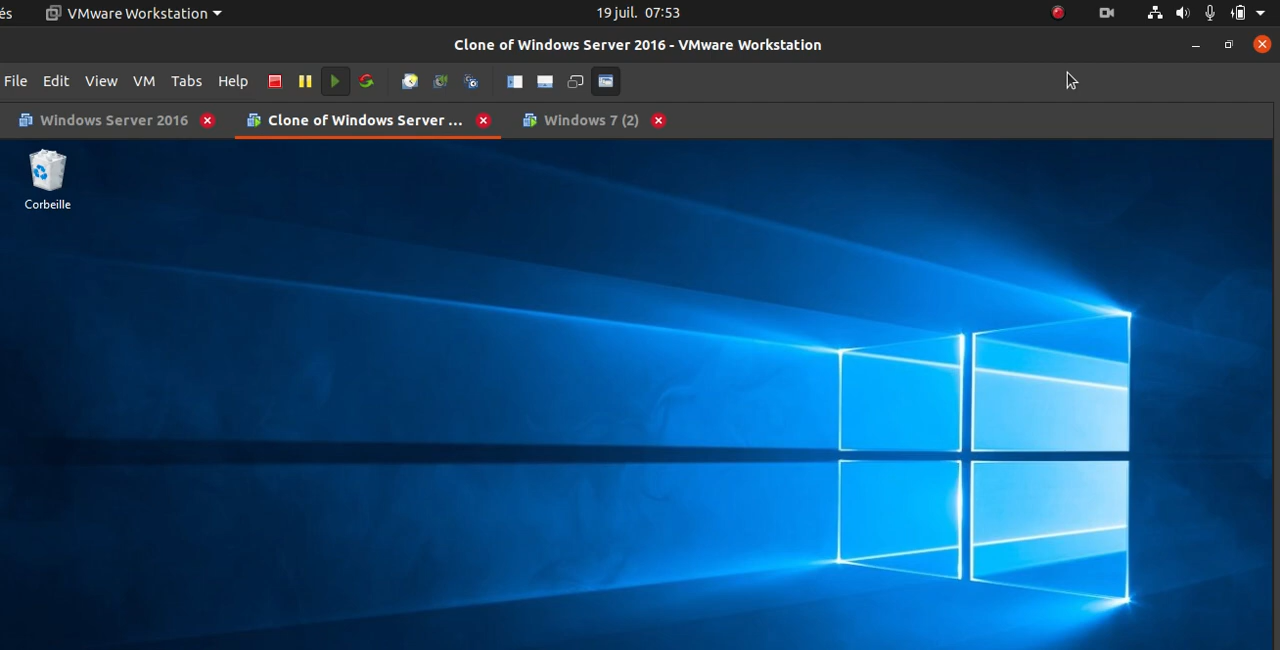 és VMware Workstation 19 juil. 07:53
Clone of Windows Server 2016 - VMware Workstation
File Edit View VM Tabs Help
Windows Server 2016 Clone of Windows Server ... Windows 7 (2)
Corbeille